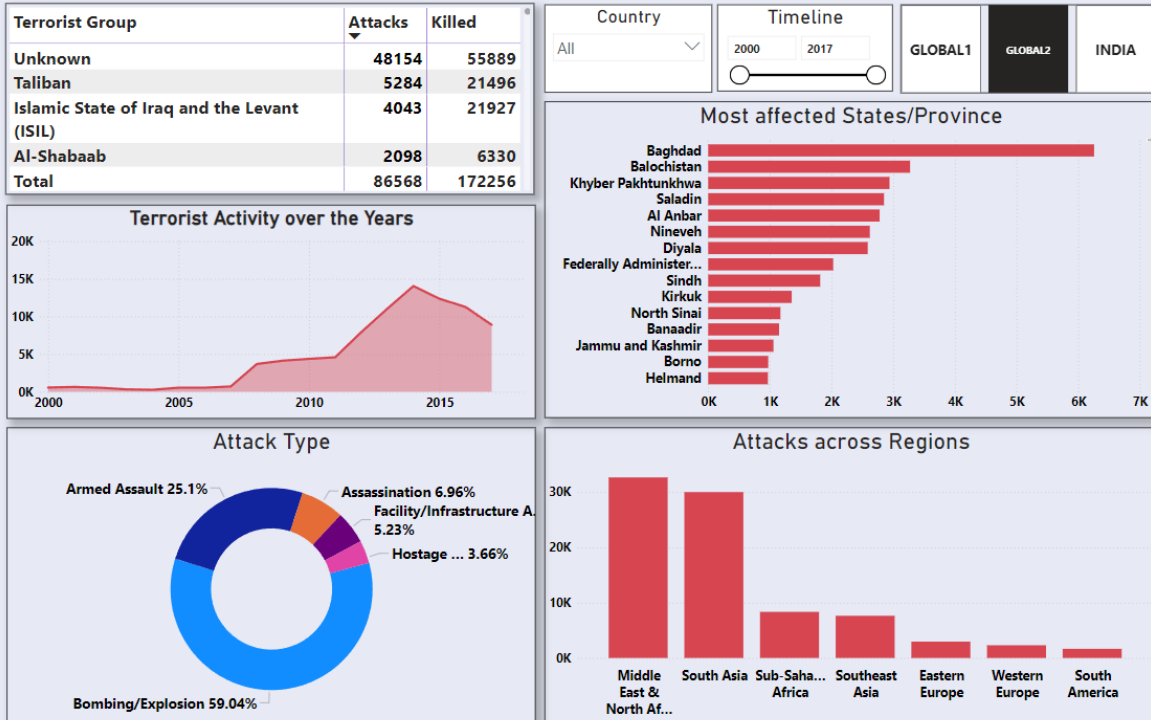 Terrorist Group Attacks Killed
Unknown 48154 55889
Taliban 5284 21496
Islamic State of Iraq and the Levant 4043 21927
(ISIL)
Al-Shabaab 2098 6330
Total 86568 172256
Country
All
Timeline
2000 2017
GLOBAL1 GLOBAL2 INDIA
Terrorist Activity over the Years
20K
15K
10K
5K
0K
2000 2005 2010 2015
Most affected States/Province
Baghdad
Balochistan
Khyber Pakhtunkhwa
Saladin
Al Anbar
Nineveh
Diyala
Federally Administer...
Sindh
Kirkuk
North Sinai
Banaadir
Jammu and Kashmir
Borno
Helmand
0K 1K 2K 3K 4K 5K 6K 7K
Attack Type
Armed Assault 25.1%
Assassination 6.96%
Facility/Infrastructure A.
5.23%
Hostage ... 3.66%
Bombing/Explosion 59.04%
Attacks across Regions
30K
20K
10K
0K
Middle South Asia Sub-Saha... Southeast Eastern Western South
East & Africa Asia Europe Europe America
North Af...